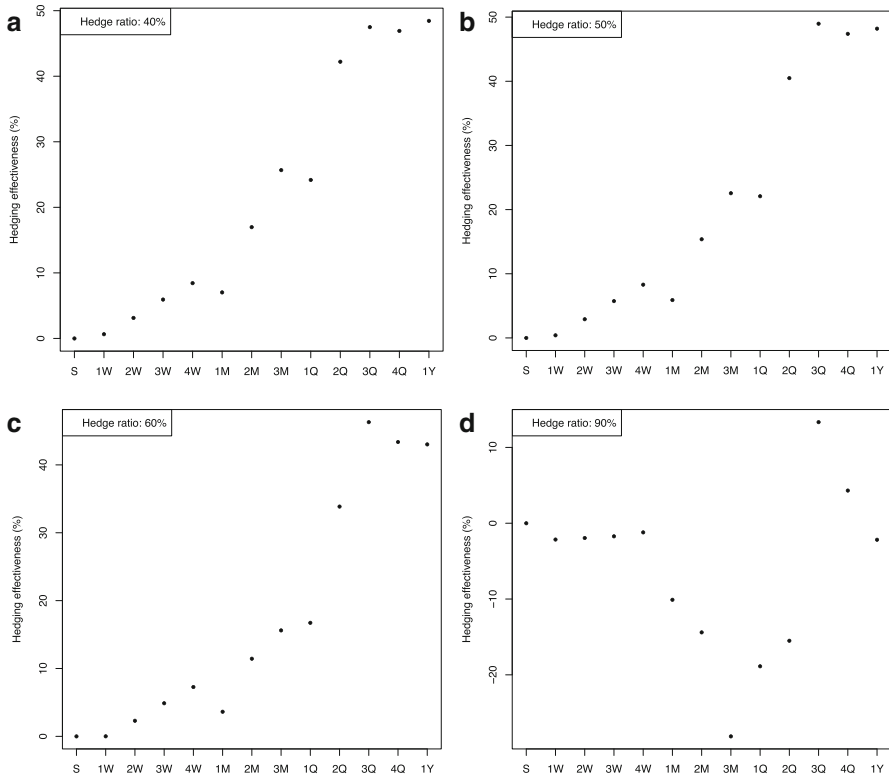 a
Hedge ratio: 40%
Hedging effectiveness (%)
50
40
30
20
10
0
S 1W 2W 3W 4W 1M 2M 3M 1Q 2Q 3Q 4Q 1Y
b
Hedge ratio: 50%
Hedging effectiveness (%)
50
40
30
20
10
0
S 1W 2W 3W 4W 1M 2M 3M 1Q 2Q 3Q 4Q 1Y
c
Hedge ratio: 60%
Hedging effectiveness (%)
40
30
20
10
0
S 1W 2W 3W 4W 1M 2M 3M 1Q 2Q 3Q 4Q 1Y
d
Hedge ratio: 90%
Hedging effectiveness (%)
10
0
−10
−20
S 1W 2W 3W 4W 1M 2M 3M 1Q 2Q 3Q 4Q 1Y